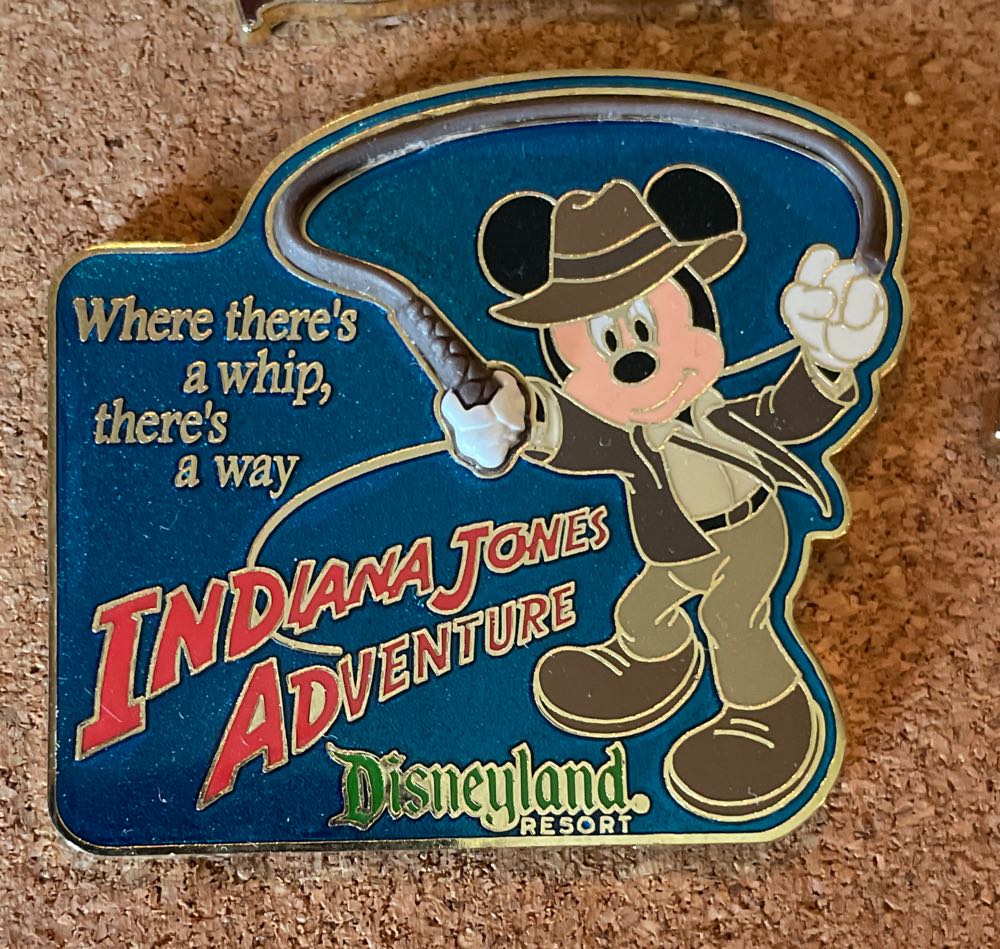 Where there's
a whip,
there's
a way
INDIANA JONES
ADVENTURE
Disneyland
RESORT